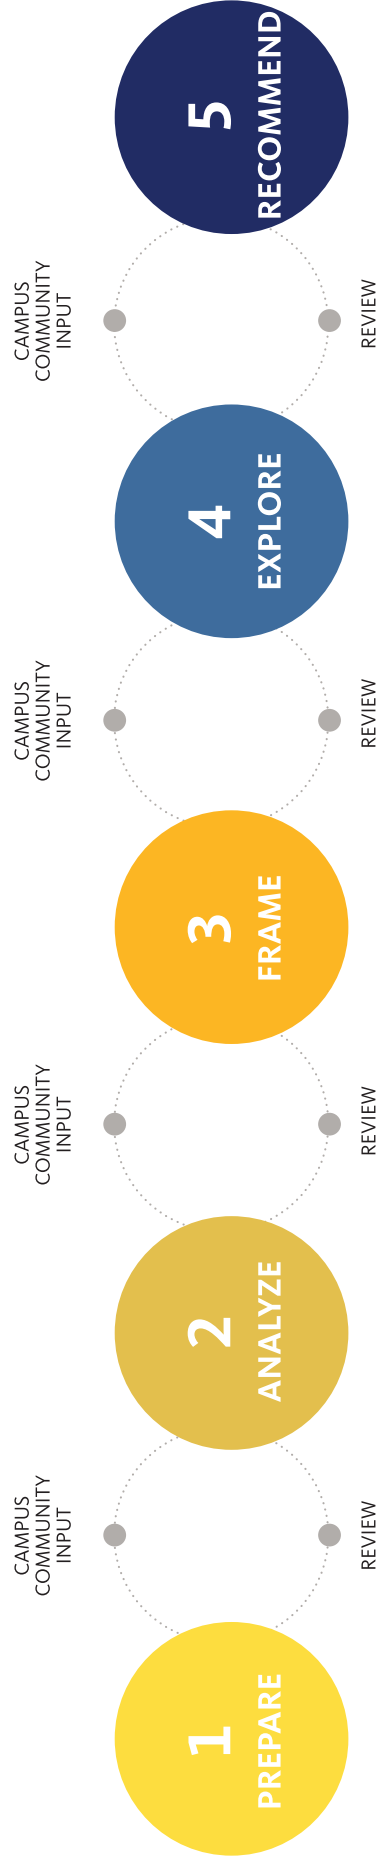 1
PREPARE
CAMPUS
COMMUNITY
INPUT
REVIEW
2
ANALYZE
CAMPUS
COMMUNITY
INPUT
REVIEW
3
FRAME
CAMPUS
COMMUNITY
INPUT
REVIEW
4
EXPLORE
CAMPUS
COMMUNITY
INPUT
REVIEW
5
RECOMMEND